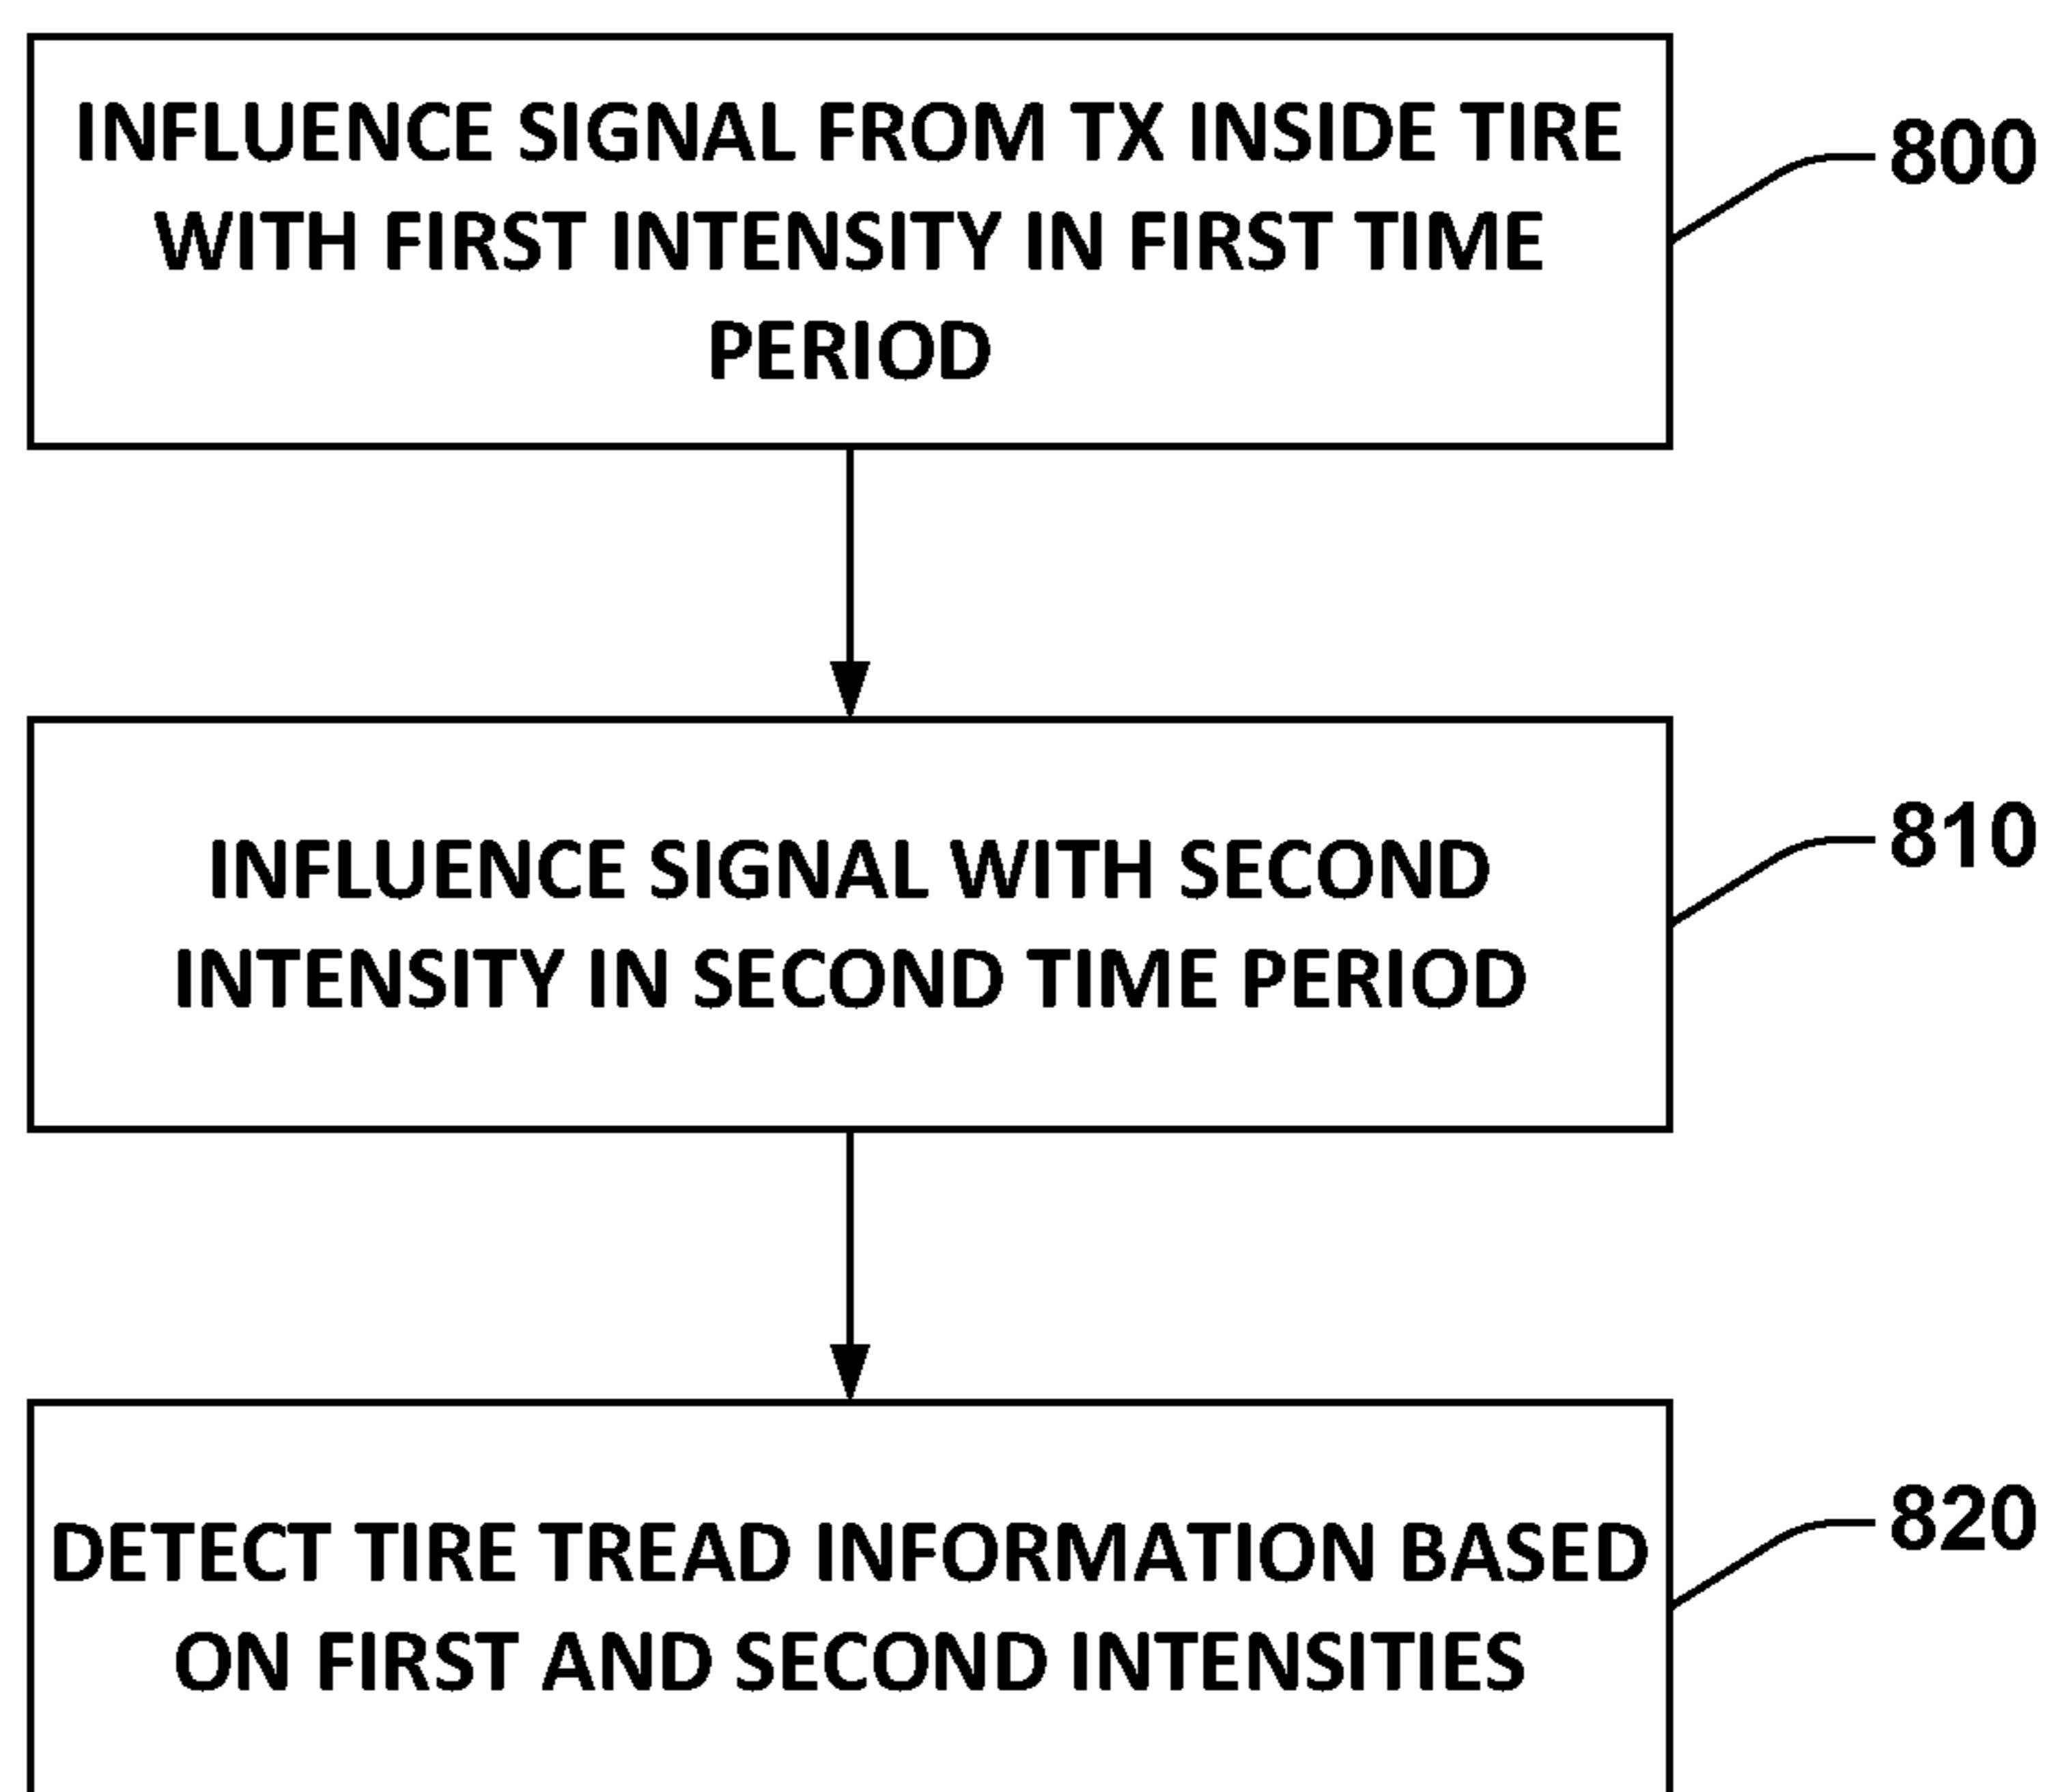 INFLUENCE SIGNAL FROM TX INSIDE TIRE
WITH FIRST INTENSITY IN FIRST TIME
PERIOD
800
INFLUENCE SIGNAL WITH SECOND
INTENSITY IN SECOND TIME PERIOD
810
DETECT TIRE TREAD INFORMATION BASED
ON FIRST AND SECOND INTENSITIES
820